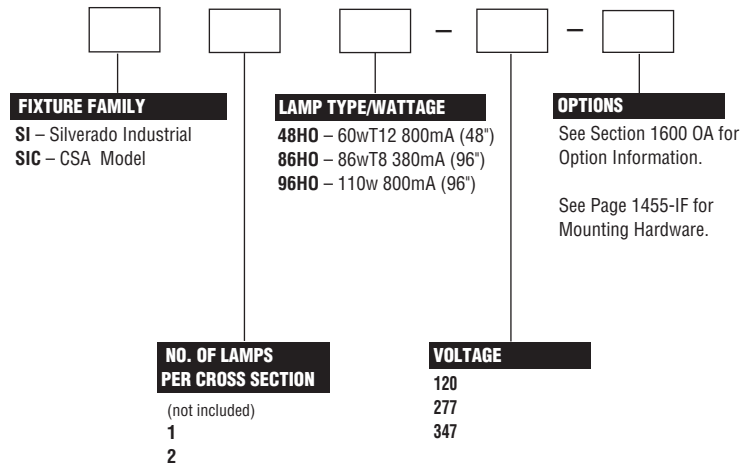 – –
FIXTURE FAMILY
SI – Silverado Industrial
SIC – CSA Model
LAMP TYPE/WATTAGE
48HO – 60wT12 800mA (48")
86HO – 86wT8 380mA (96")
96HO – 110w 800mA (96")
OPTIONS
See Section 1600 OA for
Option Information.
See Page 1455-IF for
Mounting Hardware.
NO. OF LAMPS
PER CROSS SECTION
(not included)
1
2
VOLTAGE
120
277
347